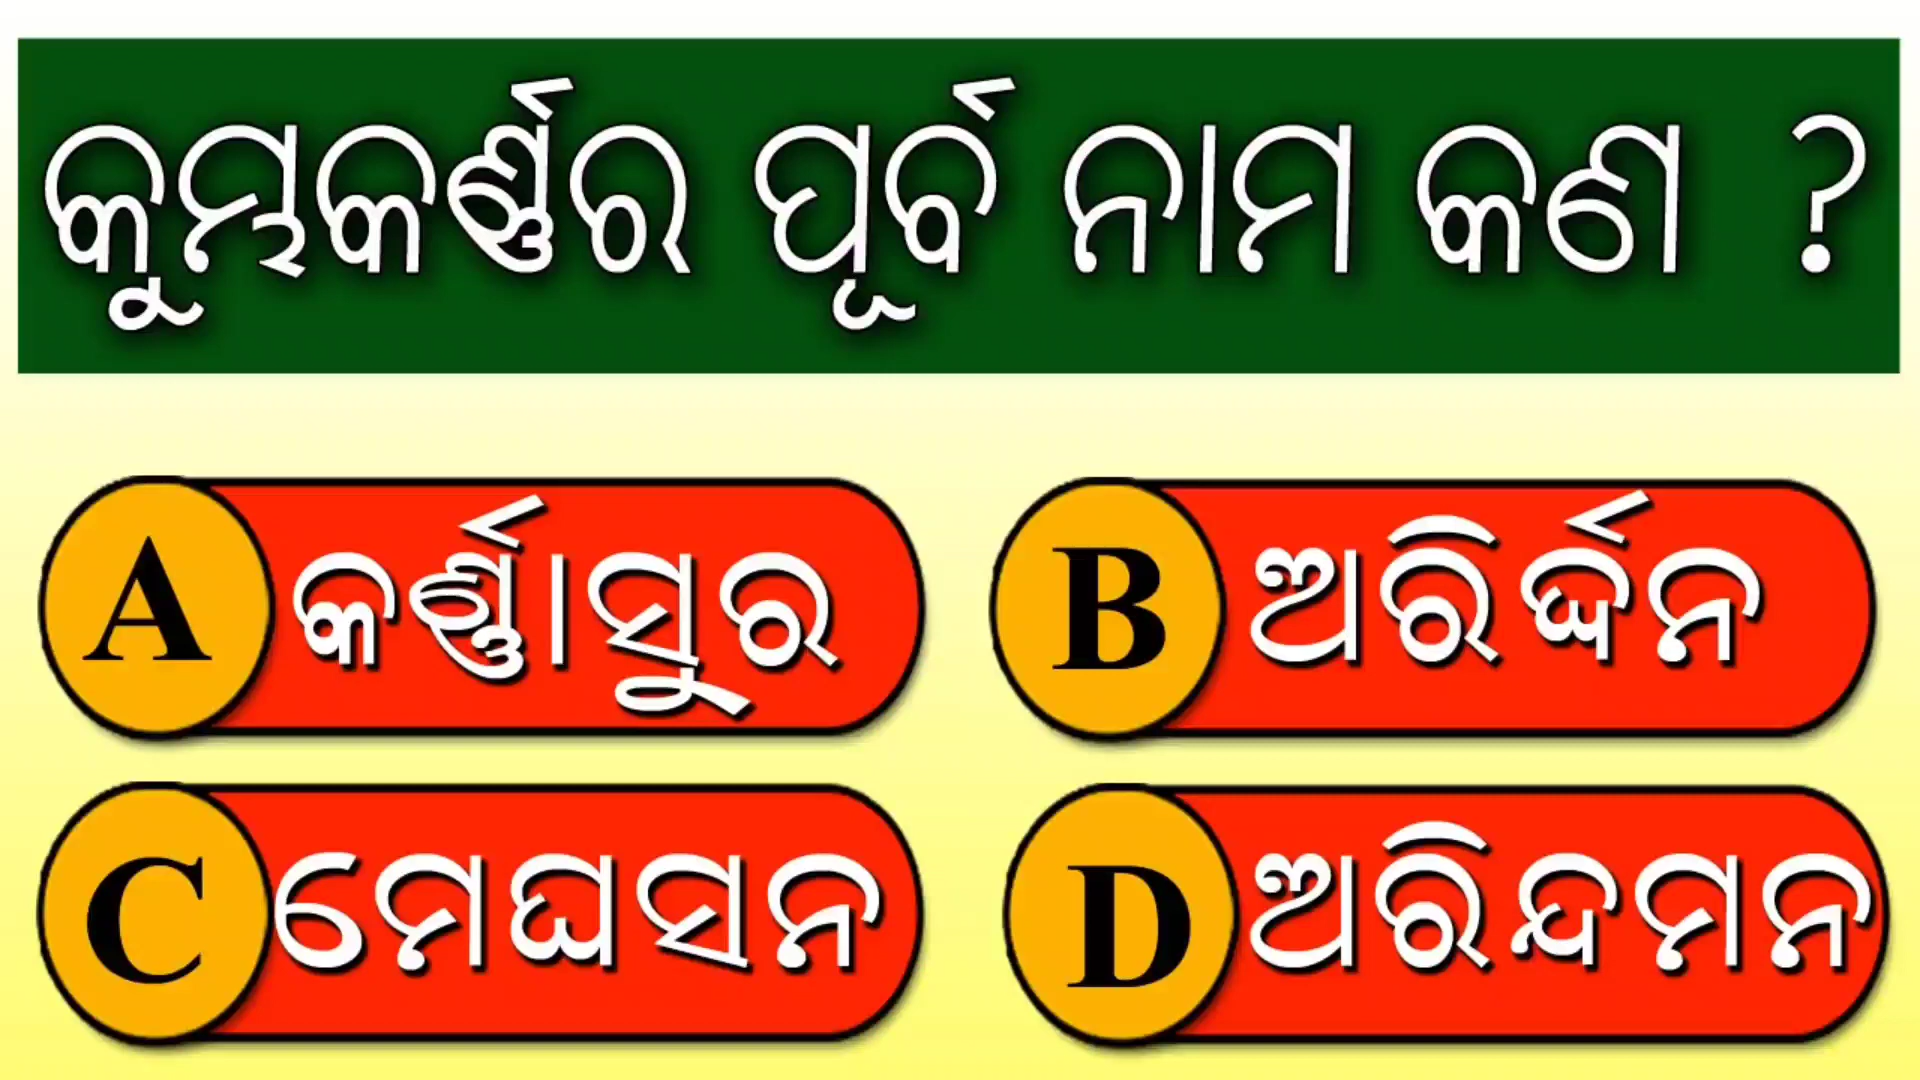 କୁମ୍ଭକର୍ଣ୍ଣର ପୂର୍ବ ନାମ କଣ ?
A କର୍ଣ୍ଣାସୁର
B ଅରିର୍ଦ୍ଧନ
C ମେଘସନ
D ଅରିନ୍ଦମନ